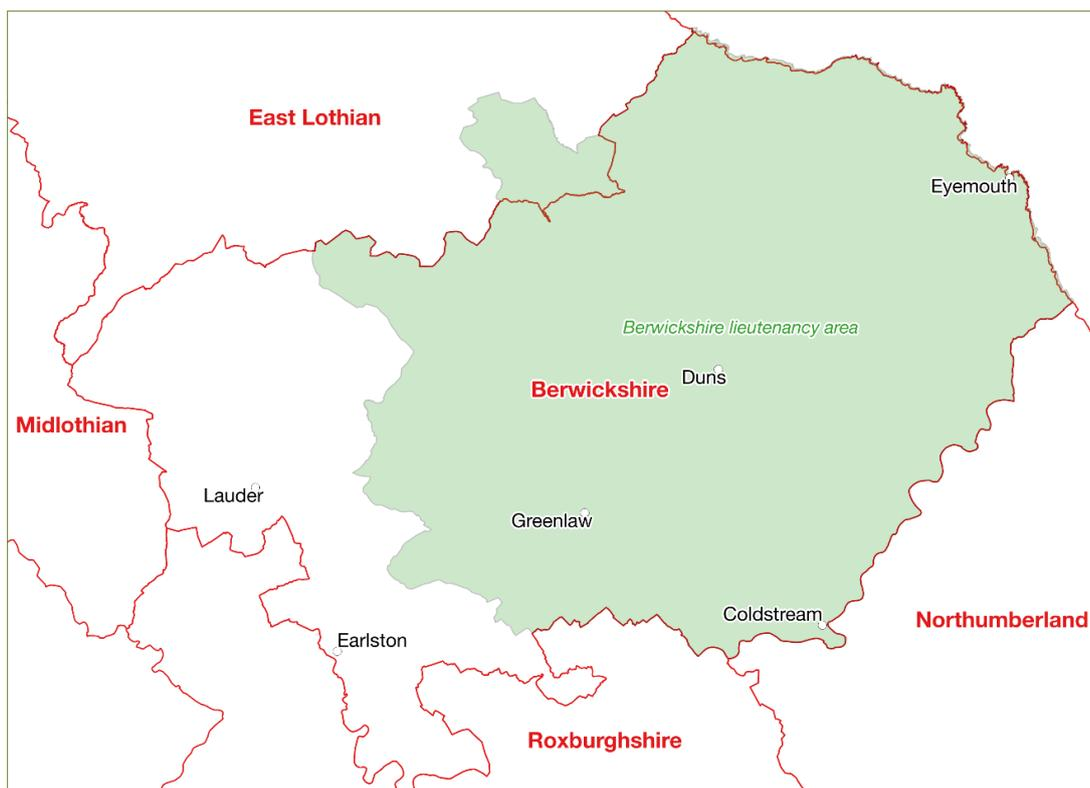 East Lothian
Eyemouth
Berwickshire lieutenancy area
Duns
Berwickshire
Midlothian
Lauder
Greenlaw
Coldstream
Northumberland
Earlston
Roxburghshire